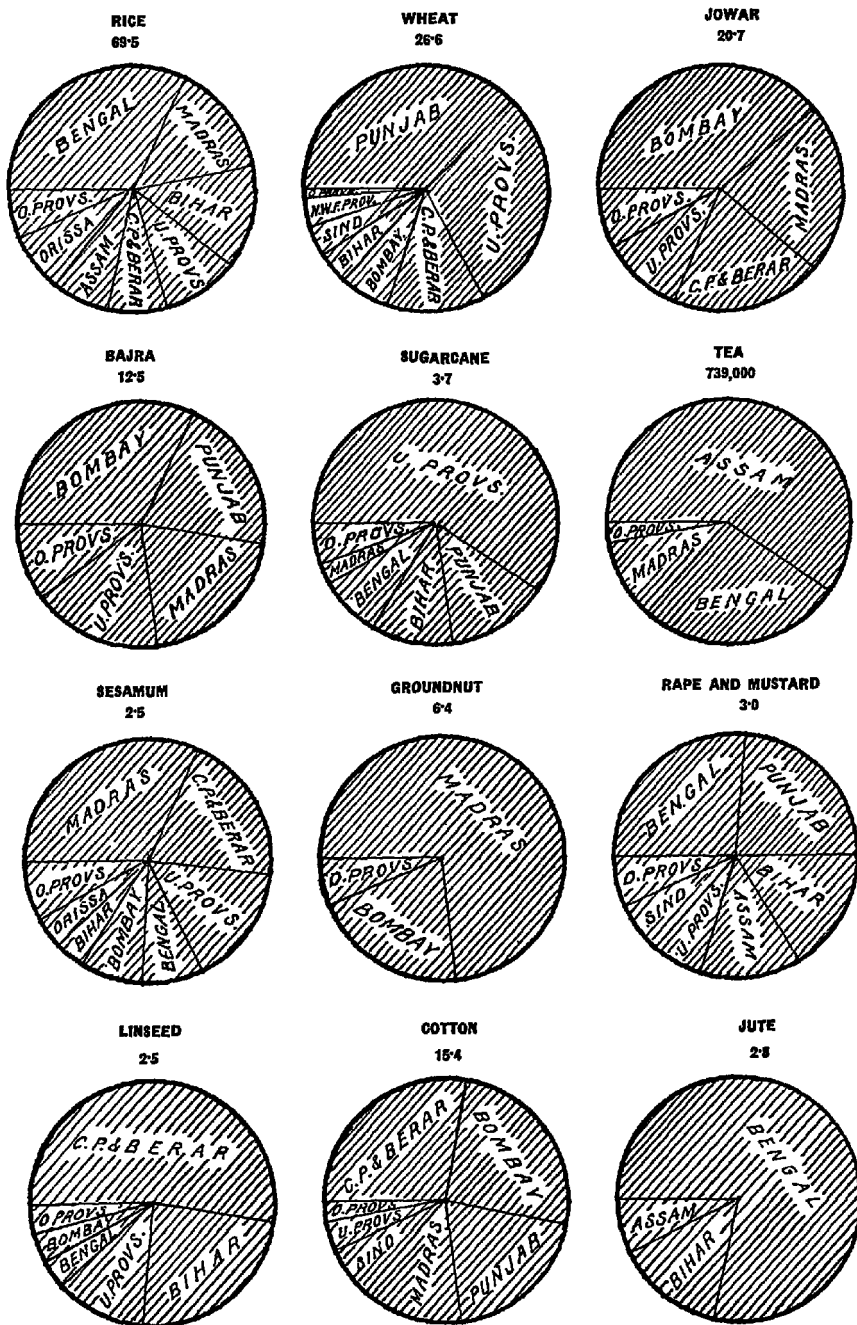 RICE
69·5
BENGAL
MADRAS
BIHAR
U.PROVS
C.P.&BERAR
ASSAM
ORISSA
O.PROVS.
WHEAT
26·6
PUNJAB
U.PROVS.
C.P.&BERAR
BOMBAY
BIHAR
SIND
N.W.F.PROV.
O.PROVS.
JOWAR
20·7
BOMBAY
MADRAS
C.P.&BERAR
U.PROVS.
O.PROVS.
BAJRA
12·5
BOMBAY
PUNJAB
MADRAS
U.PROVS.
O.PROVS.
SUGARCANE
3·7
U.PROVS.
PUNJAB
BIHAR
BENGAL
MADRAS
O.PROVS.
TEA
739,000
ASSAM
BENGAL
MADRAS
O.PROVS.
SESAMUM
2·5
MADRAS
C.P.&BERAR
U.PROVS.
BENGAL
BOMBAY
BIHAR
ORISSA
O.PROVS.
GROUNDNUT
6·4
MADRAS
BOMBAY
O.PROVS.
RAPE AND MUSTARD
3·0
BENGAL
PUNJAB
BIHAR
ASSAM
U.PROVS.
SIND
O.PROVS.
LINSEED
2·5
C.P.&BERAR
BIHAR
U.PROVS.
BENGAL
BOMBAY
O.PROVS.
COTTON
15·4
C.P.&BERAR
BOMBAY
PUNJAB
MADRAS
SIND
U.PROVS.
O.PROVS.
JUTE
2·8
BENGAL
BIHAR
ASSAM